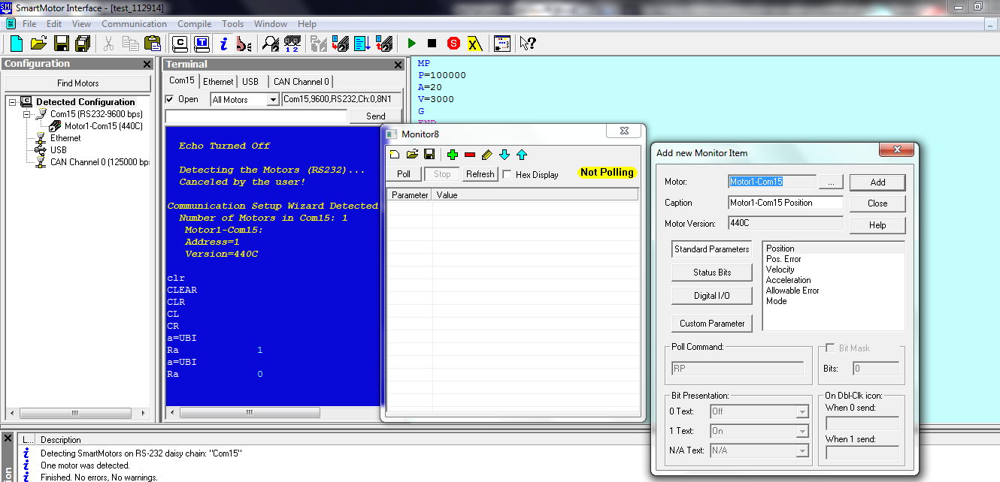 SmartMotor Interface - [test_112914]
File Edit View Communication Compile Tools Window Help
Configuration
Find Motors
Detected Configuration
Com15 (RS232-9600 bps)
Motor1-Com15 (440C)
Ethernet
USB
CAN Channel 0 (125000 bp
Terminal
Com15 Ethernet USB CAN Channel 0
Open All Motors Com15,9600,RS232,Ch:0,8N1
Send
Echo Turned Off
Detecting the Motors (RS232)...
Canceled by the user!
Communication Setup Wizard Detected
Number of Motors in Com15: 1
Motor1-Com15:
Address=1
Version=440C
clr
CLEAR
CLR
CL
CR
a=UBI
Ra 1
a=UBI
Ra 0
MP
P=100000
A=20
V=3000
G
END
Monitor8
Poll Stop Refresh Hex Display Not Polling
Parameter Value
Add new Monitor Item
Motor: Motor1-Com15 ... Add
Caption Motor1-Com15 Position Close
Motor Version: 440C Help
Standard Parameters
Status Bits
Digital I/O
Custom Parameter
Position
Pos. Error
Velocity
Acceleration
Allowable Error
Mode
Poll Command:
RP
Bit Mask
Bits: 0
Bit Presentation:
0 Text: Off
1 Text: On
N/A Text: N/A
On Dbl-Clk icon:
When 0 send:
When 1 send:
L... Description
Detecting SmartMotors on RS-232 daisy chain: "Com15"
One motor was detected.
Finished. No errors, No warnings.